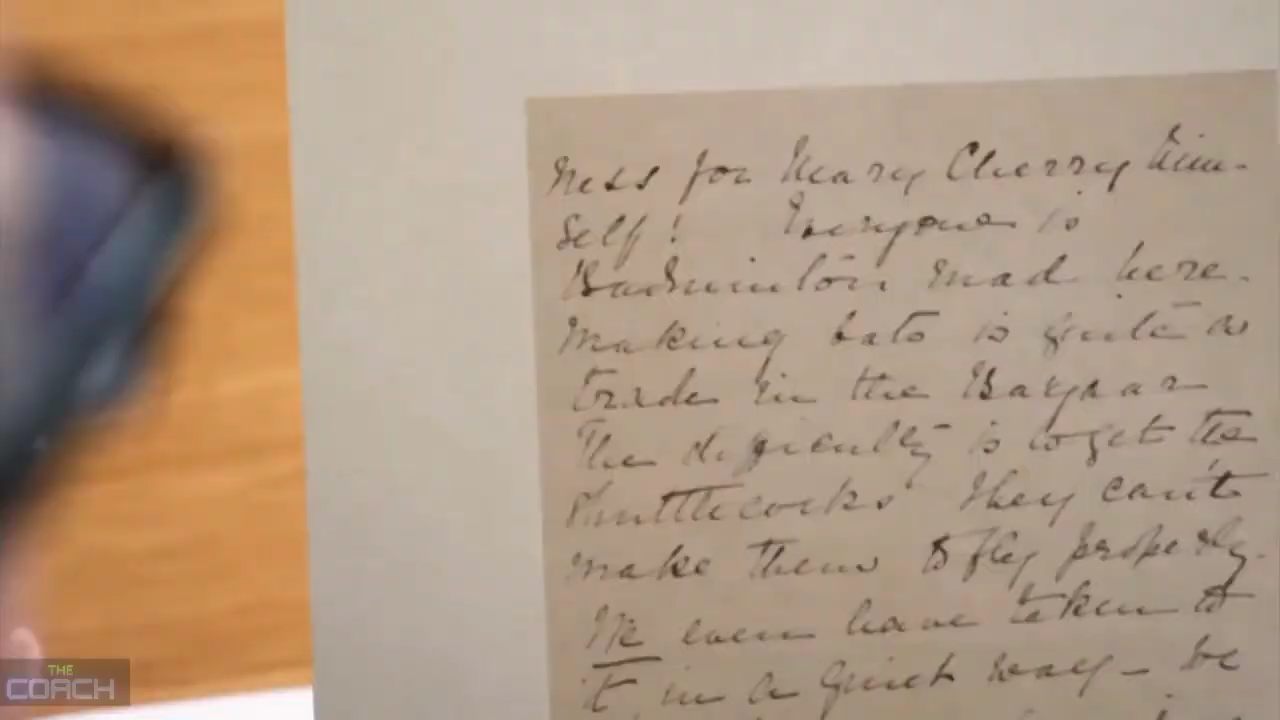 ness for Mary Cherry him-
self! Everyone is
Badminton mad here.
Making bats is quite a
trade in the Bazaar
The difficulty is to get the
Shuttlecocks they can't
make them to fly properly.
We even have taken to
it in a quiet way - we
THE
COACH